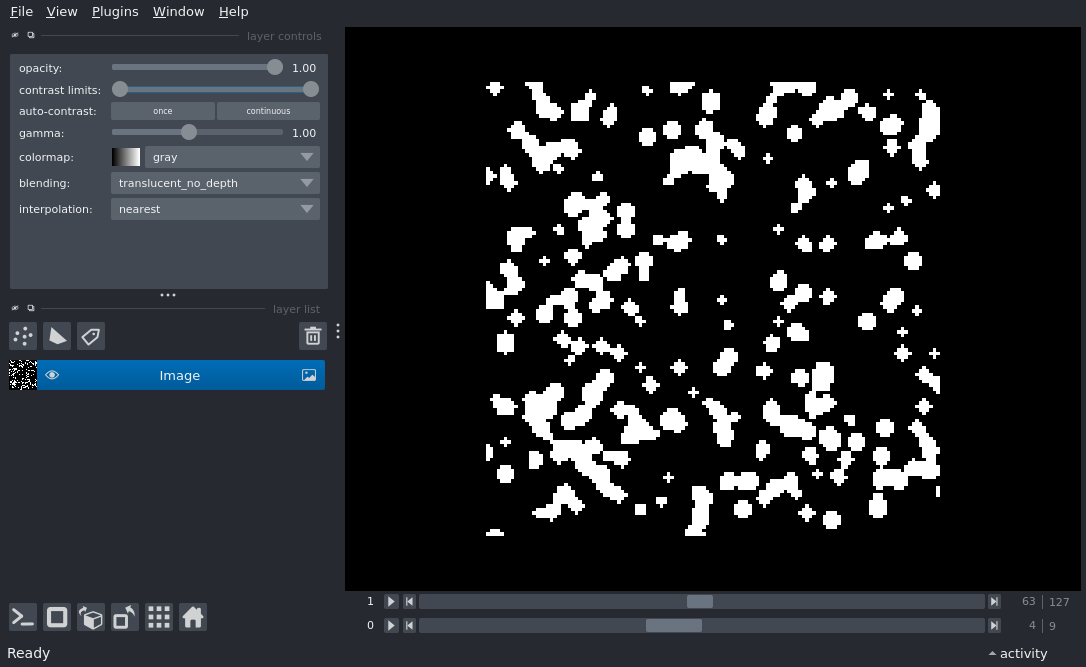 File View Plugins Window Help
layer controls
opacity: 1.00
contrast limits:
auto-contrast: once continuous
gamma: 1.00
colormap: gray
blending: translucent_no_depth
interpolation: nearest
layer list
Image
1 63 127
0 4 9
Ready activity